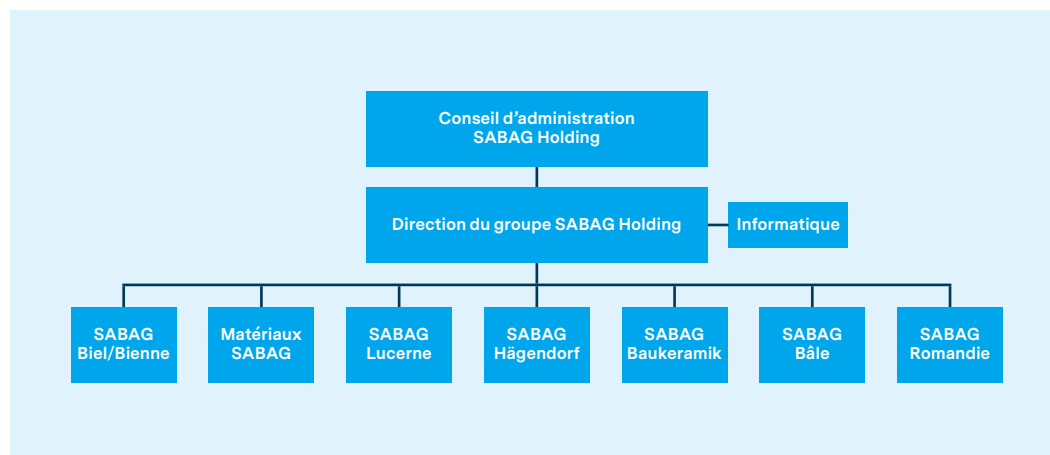 Conseil d’administration
SABAG Holding
Direction du groupe SABAG Holding
Informatique
SABAG
Biel/Bienne
Matériaux
SABAG
SABAG
Lucerne
SABAG
Hägendorf
SABAG
Baukeramik
SABAG
Bâle
SABAG
Romandie